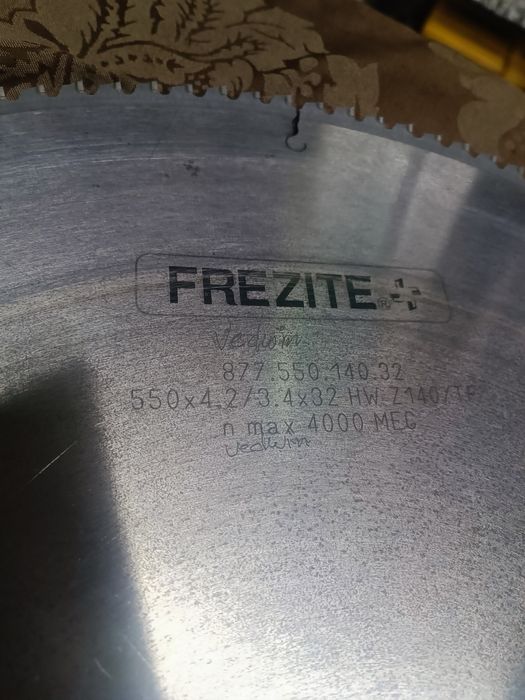 FREZITE®
Vedwin
877.550.140.32
550x4.2/3.4x32 HW Z140/TF
n max 4000 MEC
vedwin